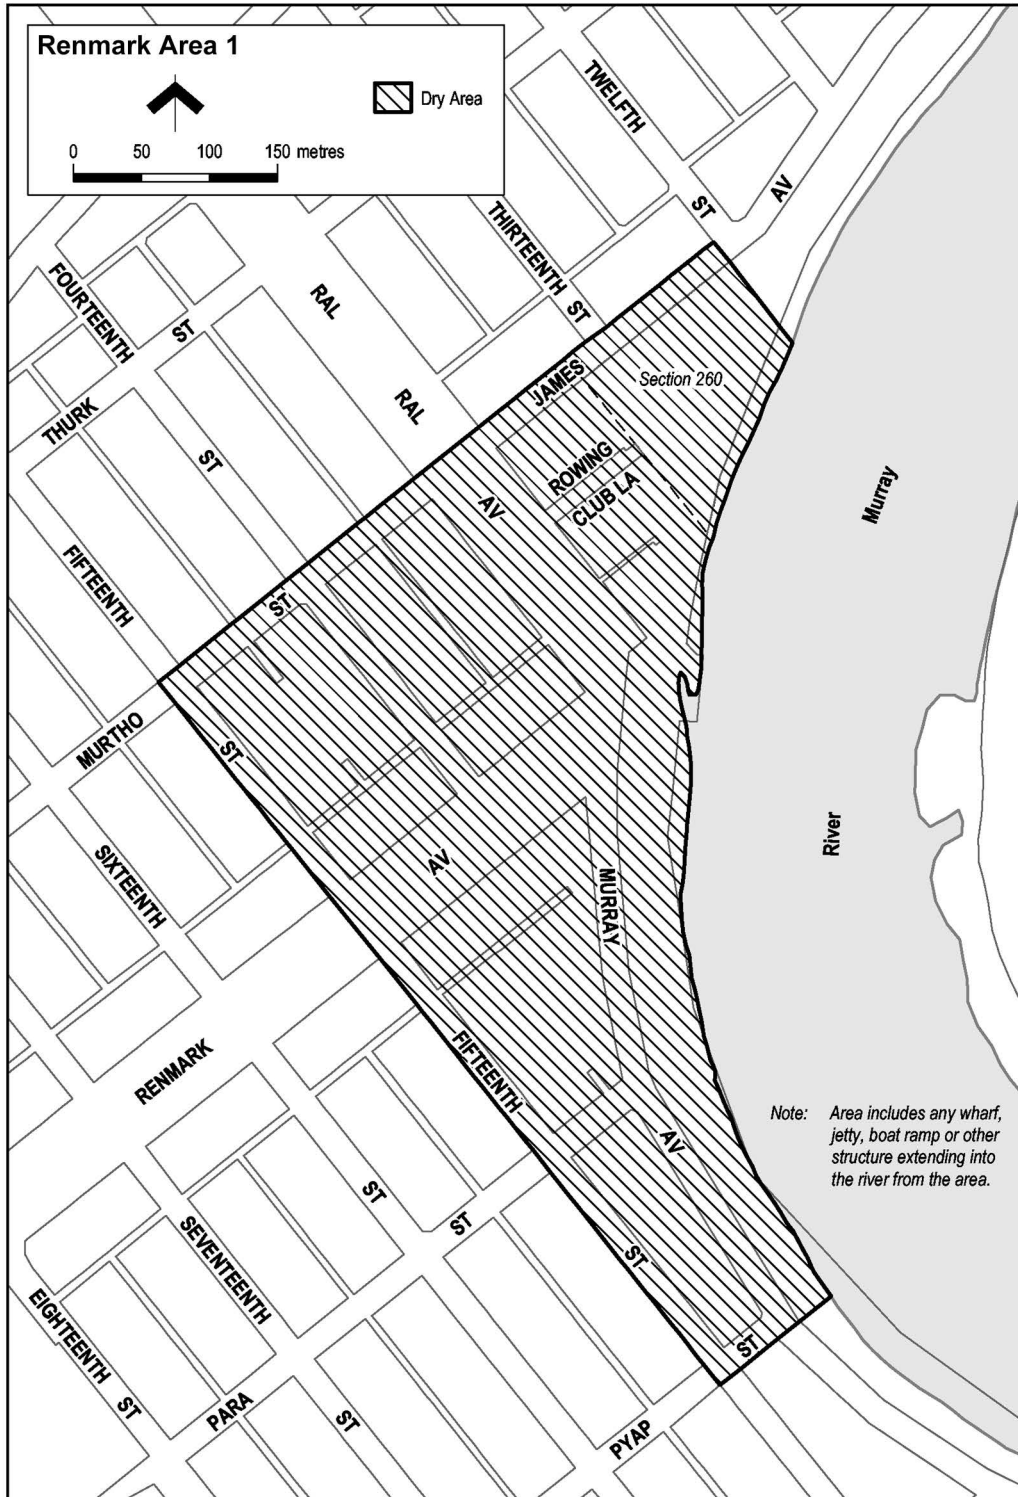 Renmark Area 1
Dry Area
0 50 100 150 metres
TWELFTH
ST
AV
THIRTEENTH
ST
FOURTEENTH
ST
RAL
RAL
THURK
ST
JAMES
Section 260
ROWING
CLUB LA
AV
Murray
FIFTEENTH
ST
MURTHO
ST
River
AV
SIXTEENTH
MURRAY
RENMARK
FIFTEENTH
Note: Area includes any wharf,
jetty, boat ramp or other
structure extending into
the river from the area.
AV
ST
ST
SEVENTEENTH
ST
EIGHTEENTH
ST
ST
PARA
ST
PYAP